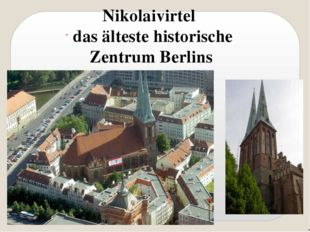 Nikolaivirtel
- das älteste historische
Zentrum Berlins